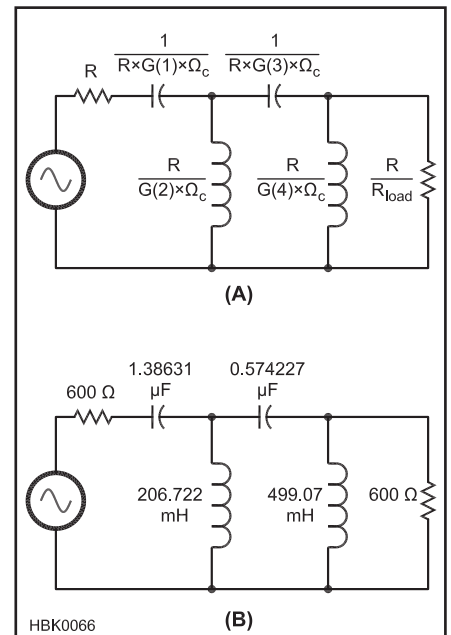 1 1
R R×G(1)×Ωc R×G(3)×Ωc
R R R
G(2)×Ωc G(4)×Ωc Rload
(A)
1.38631 0.574227
600 Ω µF µF
206.722 499.07 600 Ω
mH mH
HBK0066 (B)